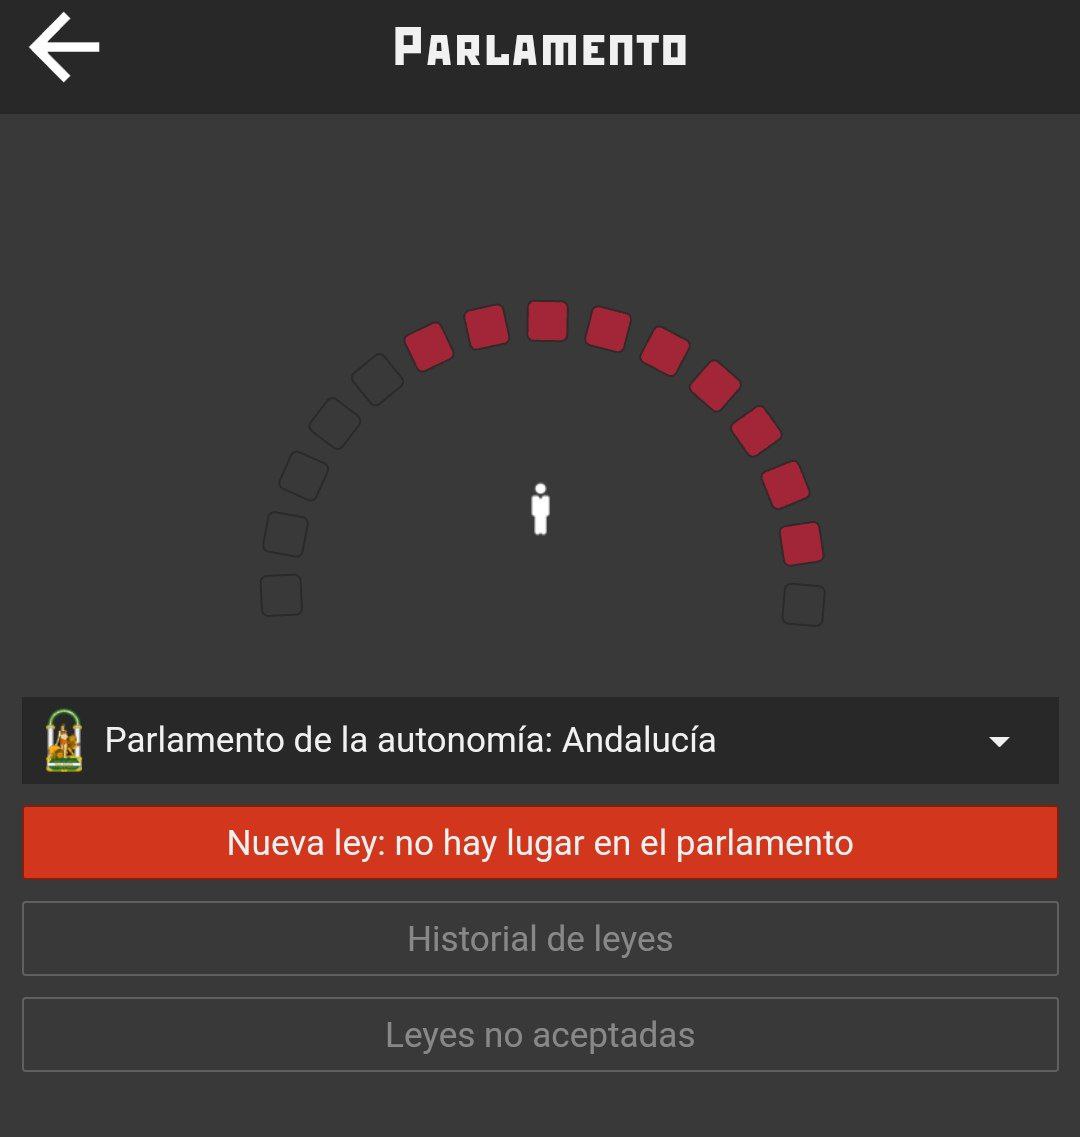 Parlamento
Parlamento de la autonomía: Andalucía
Nueva ley: no hay lugar en el parlamento
Historial de leyes
Leyes no aceptadas